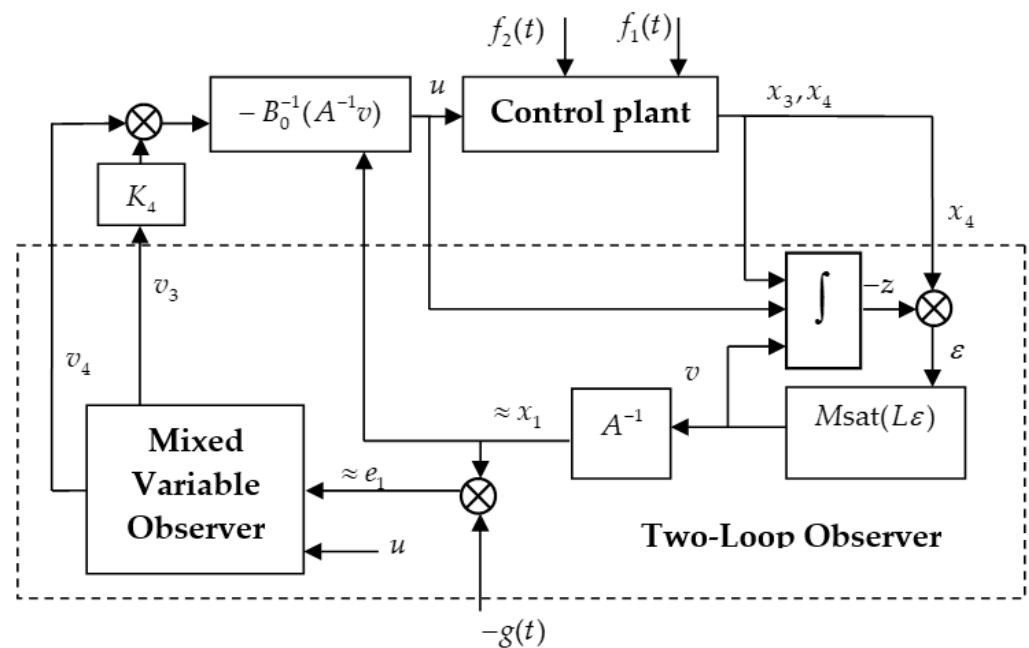 f₂(t)
f₁(t)
− B₀⁻¹(A⁻¹v)
u
Control plant
x₃, x₄
K₄
x₄
v₃
∫
−z
v₄
ε
v
≈ x₁
A⁻¹
Msat(Lε)
Mixed
Variable
Observer
≈ e₁
u
Two-Loop Observer
−g(t)